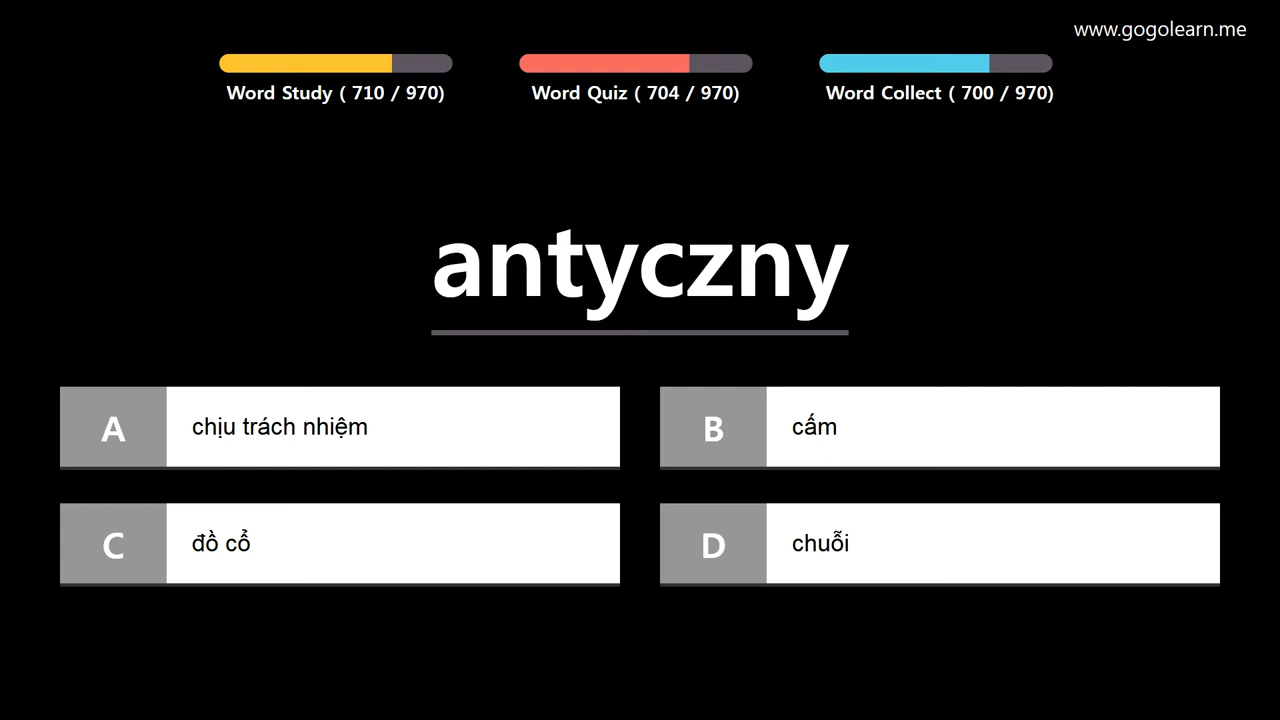 www.gogolearn.me
Word Study ( 710 / 970)
Word Quiz ( 704 / 970)
Word Collect ( 700 / 970)
antyczny
A chịu trách nhiệm
B cấm
C đồ cổ
D chuỗi